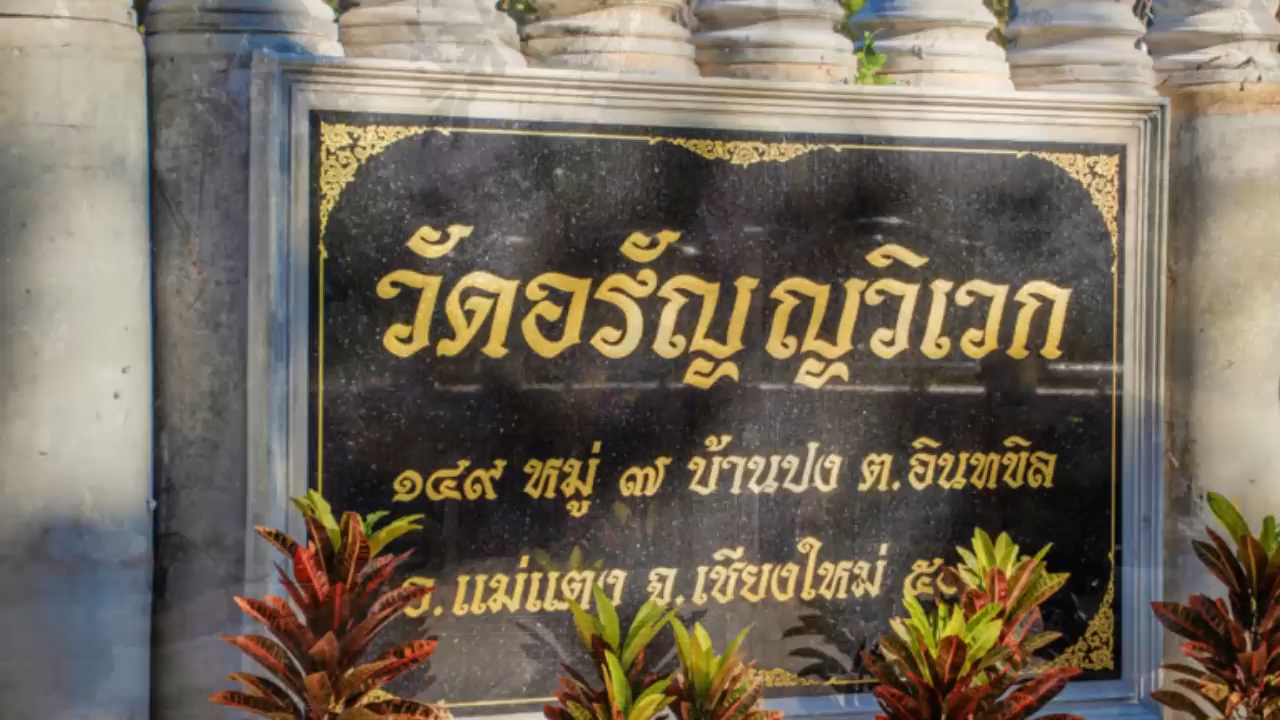 วัดอรัญญวิเวก
๑๔๙ หมู่ ๗ บ้านปง ต.อินทขิล
อ.แม่แตง จ.เชียงใหม่